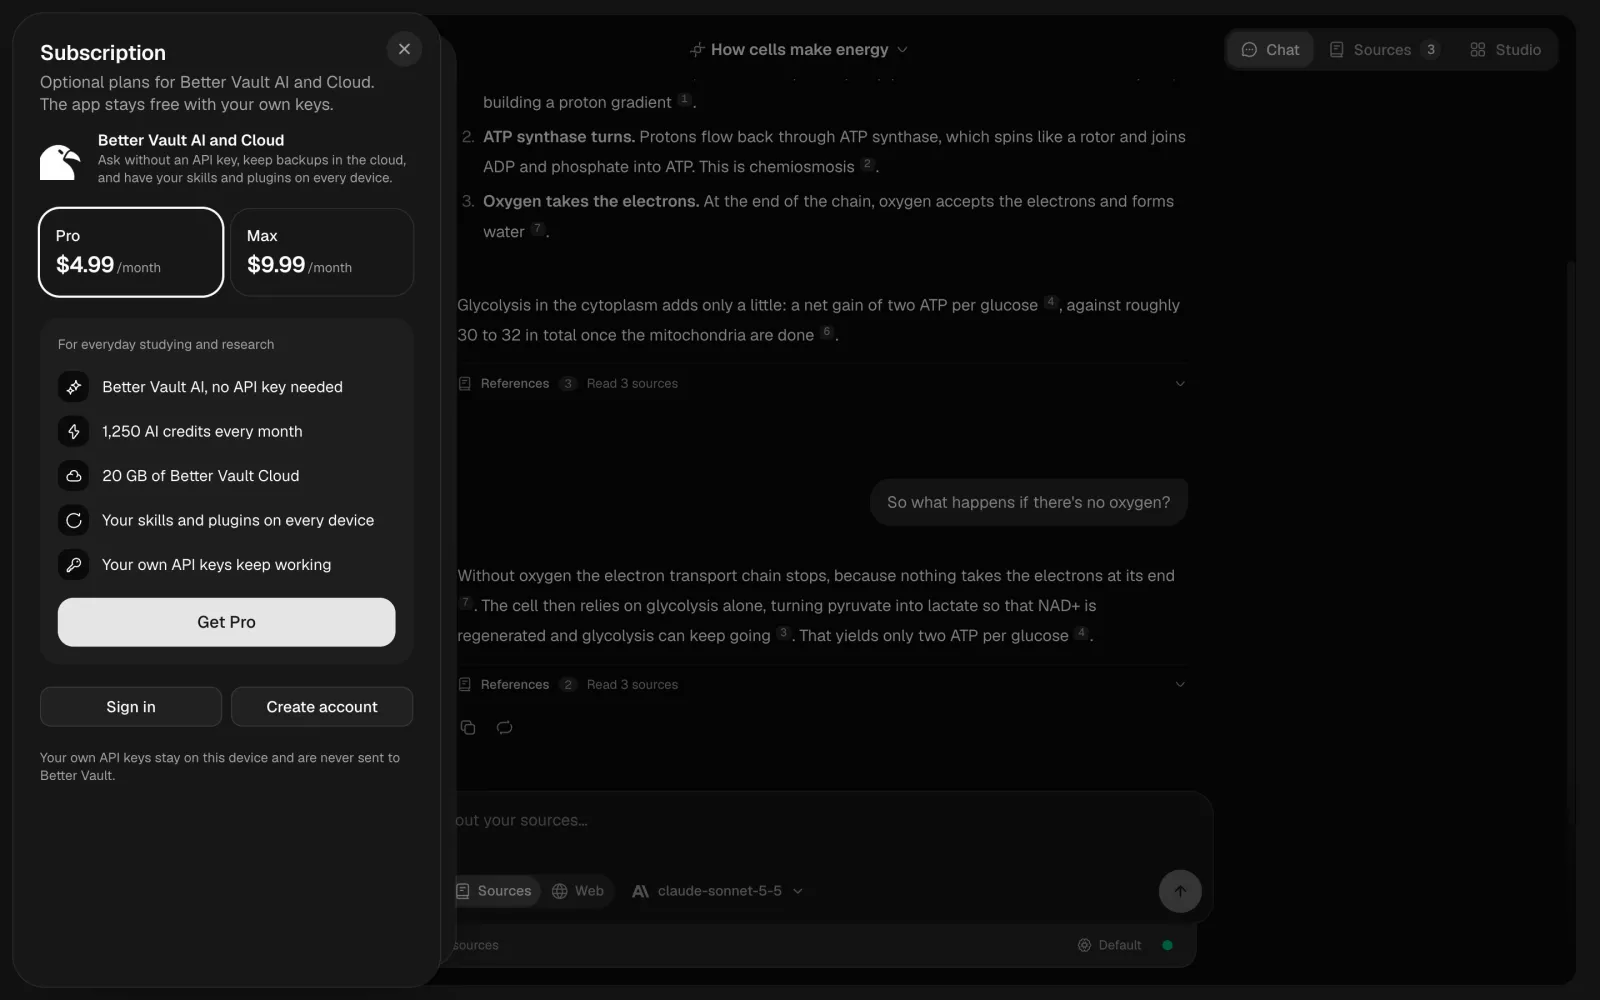 Subscription
Optional plans for Better Vault AI and Cloud.
The app stays free with your own keys.
Better Vault AI and Cloud
Ask without an API key, keep backups in the cloud,
and have your skills and plugins on every device.
Pro
$4.99 /month
Max
$9.99 /month
For everyday studying and research
Better Vault AI, no API key needed
1,250 AI credits every month
20 GB of Better Vault Cloud
Your skills and plugins on every device
Your own API keys keep working
Get Pro
Sign in
Create account
Your own API keys stay on this device and are never sent to
Better Vault.
How cells make energy
Chat
Sources 3
Studio
building a proton gradient 1.
2. ATP synthase turns. Protons flow back through ATP synthase, which spins like a rotor and joins
ADP and phosphate into ATP. This is chemiosmosis 2.
3. Oxygen takes the electrons. At the end of the chain, oxygen accepts the electrons and forms
water 7.
Glycolysis in the cytoplasm adds only a little: a net gain of two ATP per glucose 4, against roughly
30 to 32 in total once the mitochondria are done 6.
References 3 Read 3 sources
So what happens if there's no oxygen?
Without oxygen the electron transport chain stops, because nothing takes the electrons at its end
7. The cell then relies on glycolysis alone, turning pyruvate into lactate so that NAD+ is
regenerated and glycolysis can keep going 3. That yields only two ATP per glucose 4.
References 2 Read 3 sources
out your sources...
Sources
Web
claude-sonnet-5-5
sources
Default